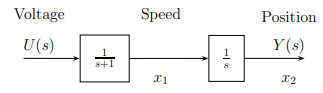 Voltage Speed Position
U(s) 1/(s+1) 1/s Y(s)
x₁ x₂